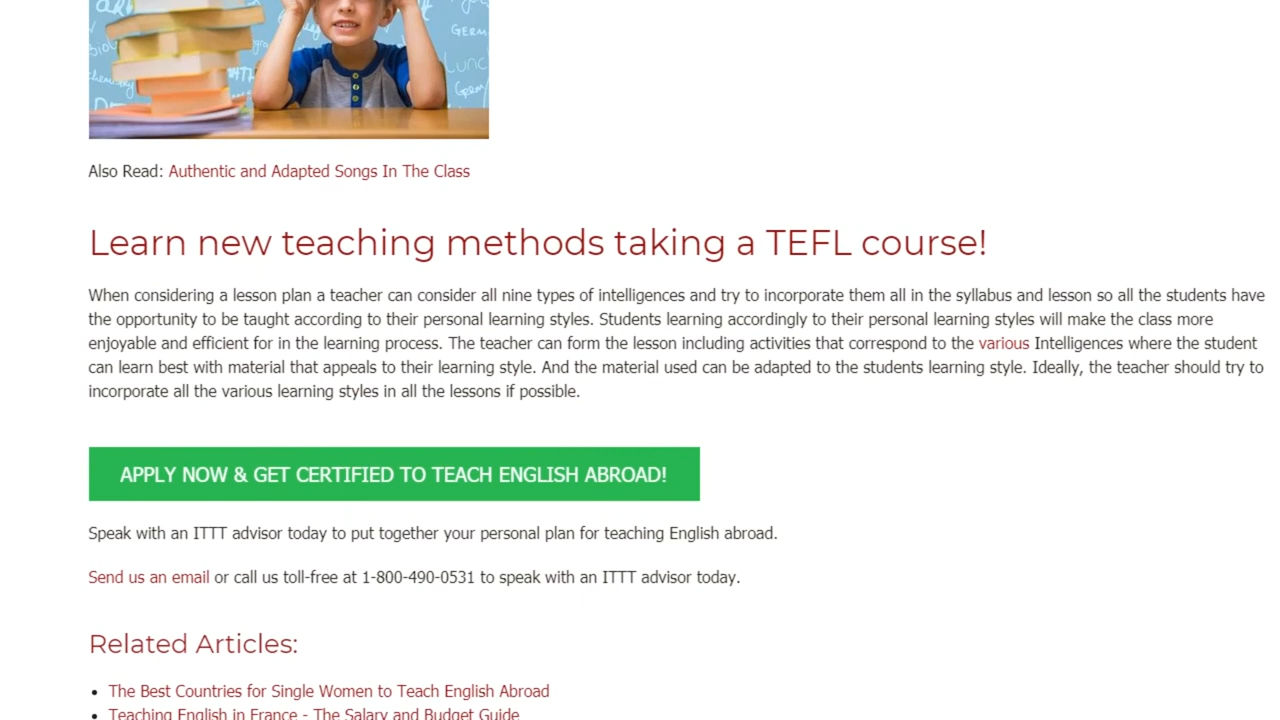 GERM
Lunch
MATH
Also Read: Authentic and Adapted Songs In The Class
Learn new teaching methods taking a TEFL course!
When considering a lesson plan a teacher can consider all nine types of intelligences and try to incorporate them all in the syllabus and lesson so all the students have
the opportunity to be taught according to their personal learning styles. Students learning accordingly to their personal learning styles will make the class more
enjoyable and efficient for in the learning process. The teacher can form the lesson including activities that correspond to the various Intelligences where the student
can learn best with material that appeals to their learning style. And the material used can be adapted to the students learning style. Ideally, the teacher should try to
incorporate all the various learning styles in all the lessons if possible.
APPLY NOW & GET CERTIFIED TO TEACH ENGLISH ABROAD!
Speak with an ITTT advisor today to put together your personal plan for teaching English abroad.
Send us an email or call us toll-free at 1-800-490-0531 to speak with an ITTT advisor today.
Related Articles:
• The Best Countries for Single Women to Teach English Abroad
• Teaching English in France - The Salary and Budget Guide